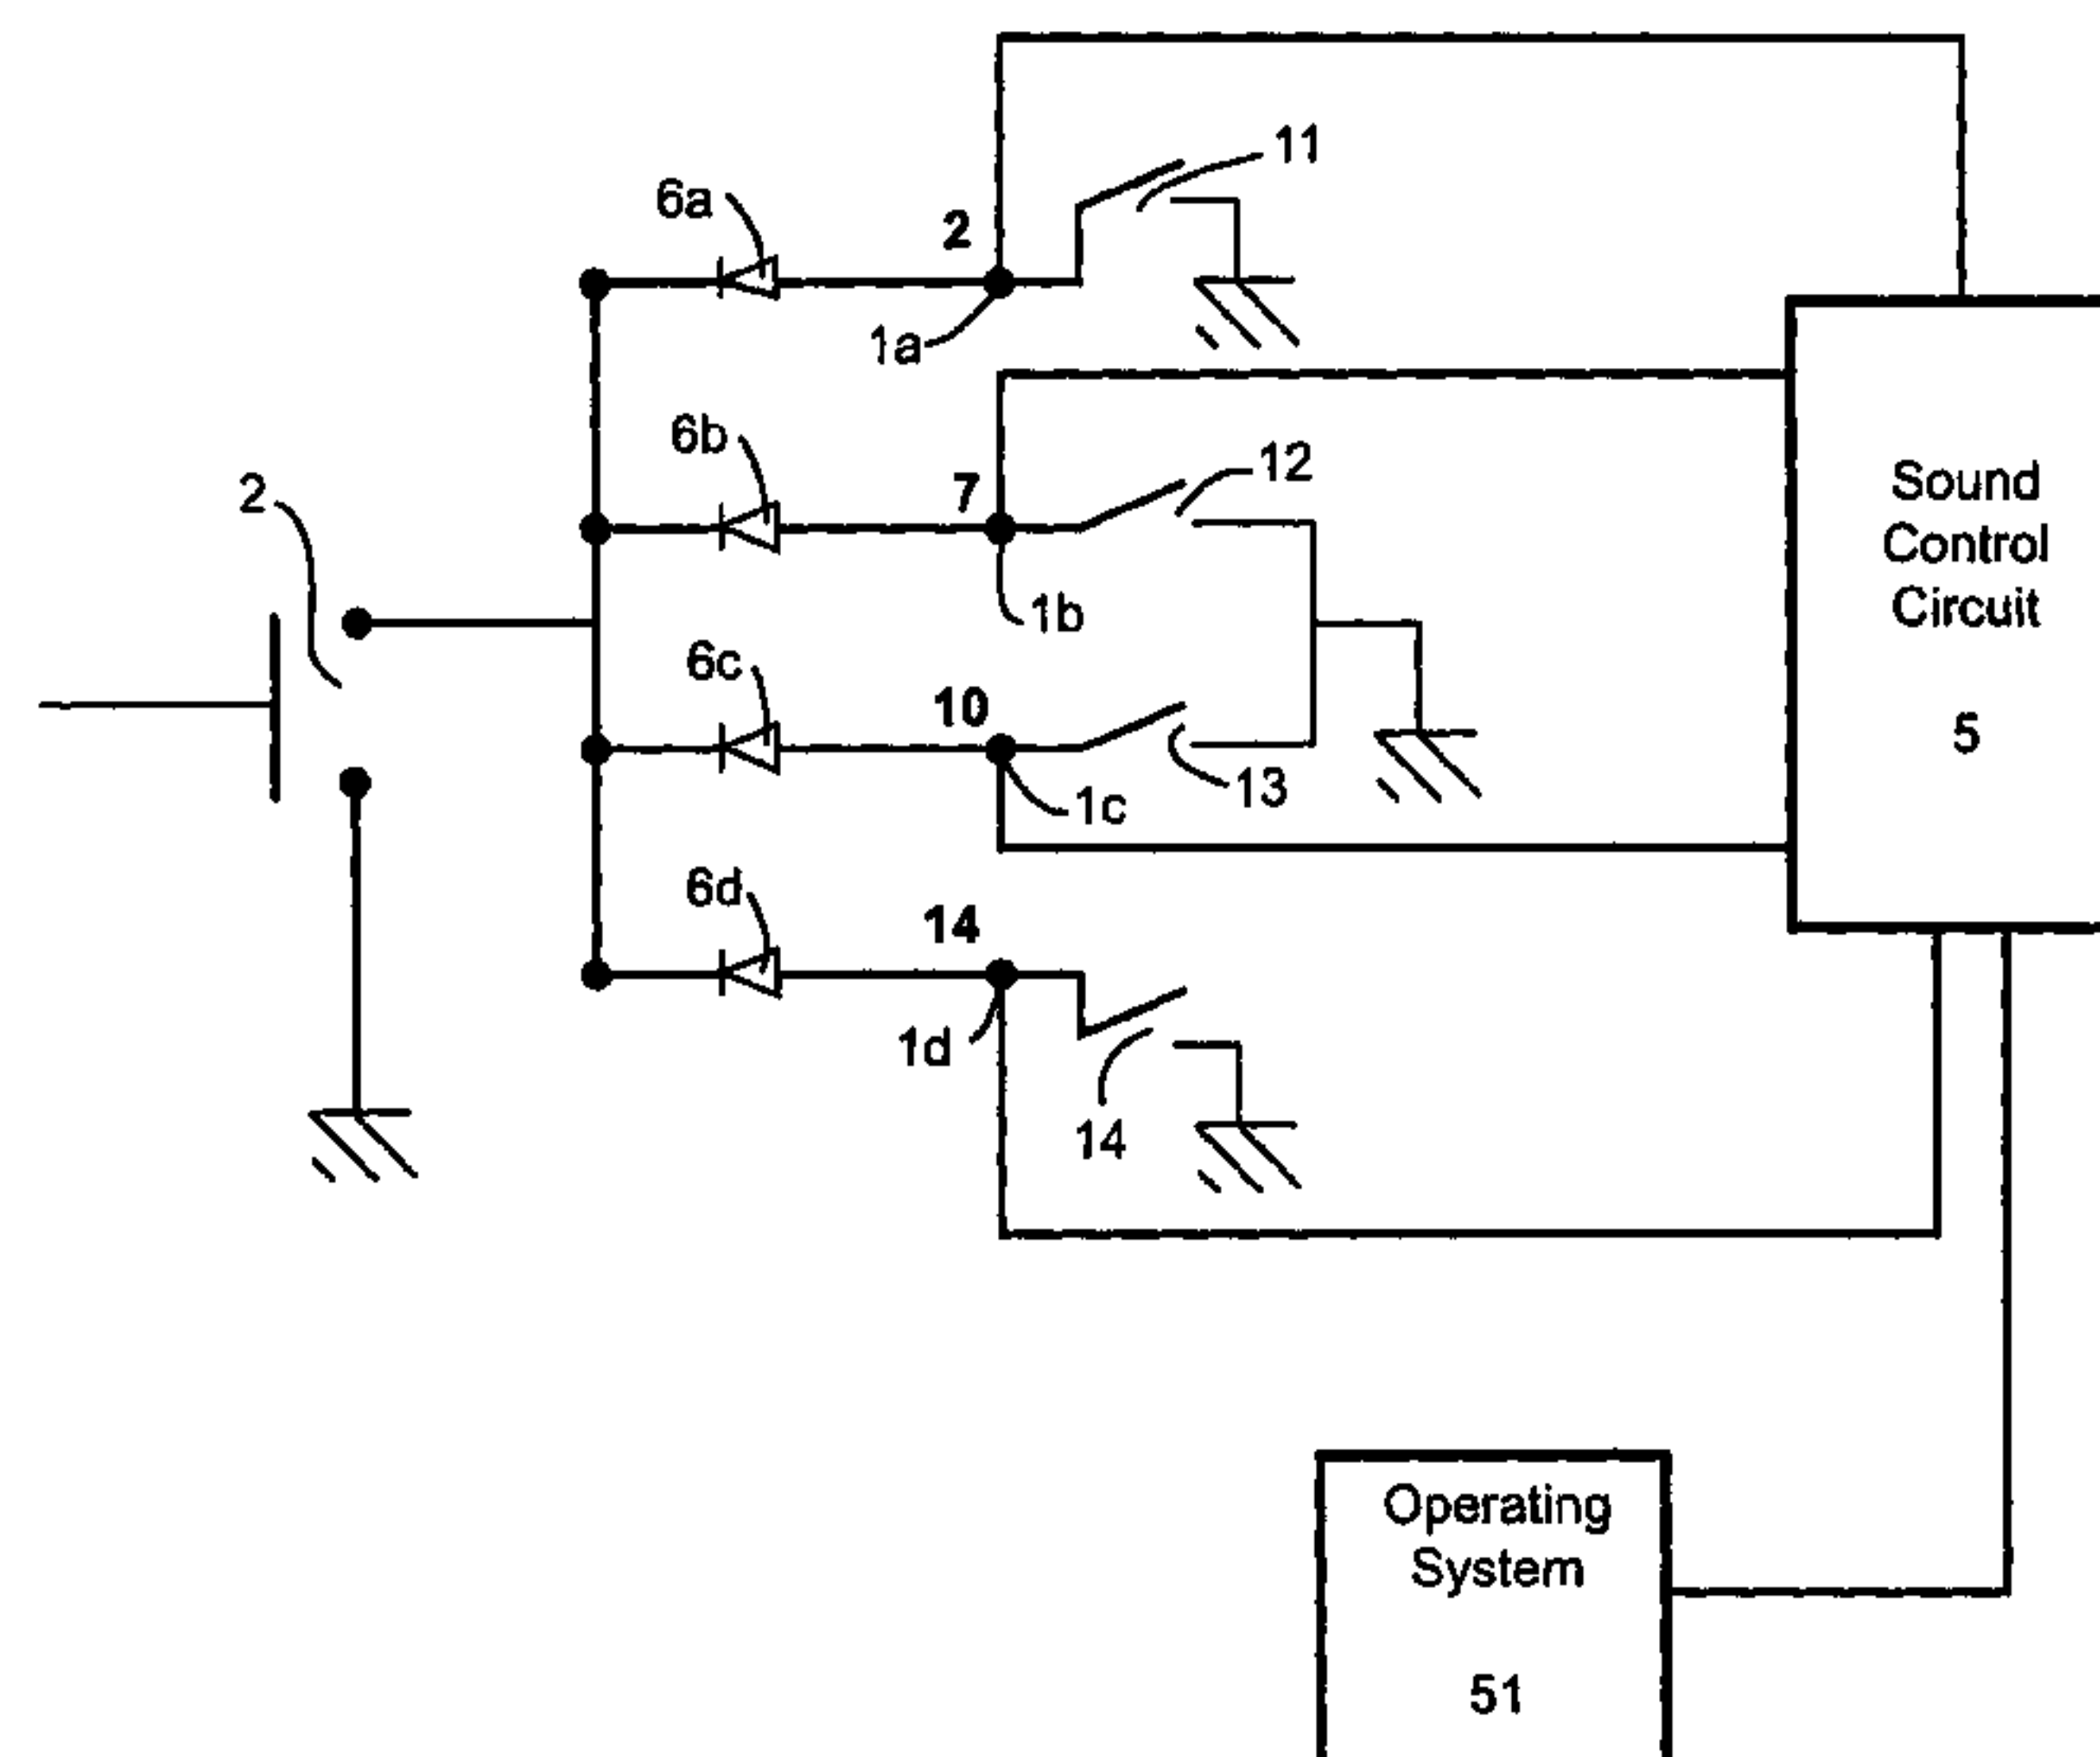 11
6a
2
1a
6b
12
7
2
1b
6c
10
13
1c
6d
14
1d
14
Sound
Control
Circuit
5
Operating
System
51